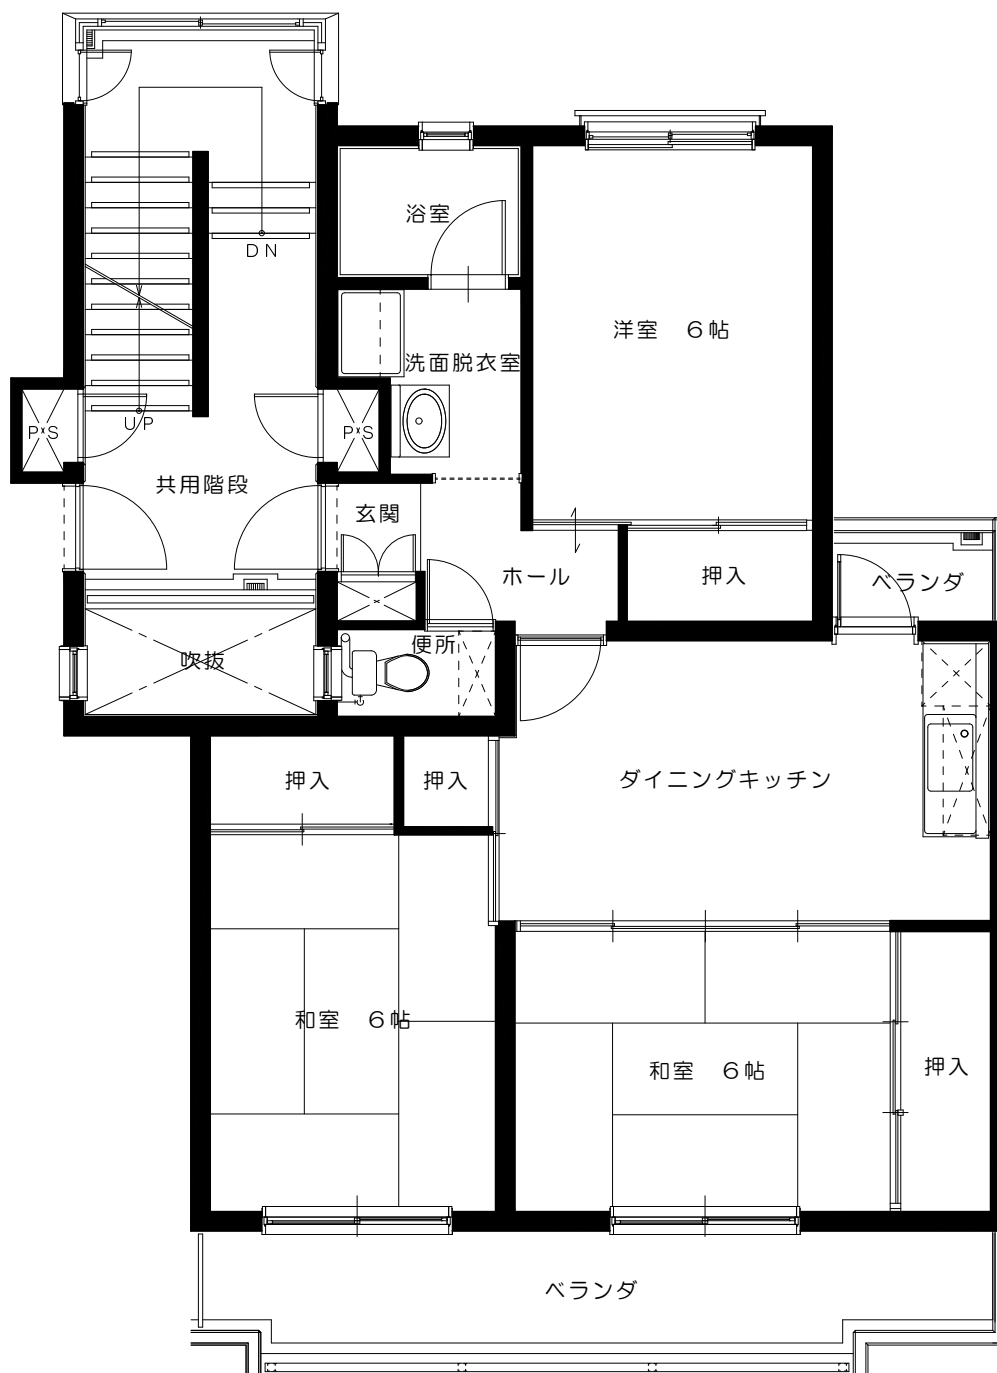 浴室
DN
洋室　6帖
洗面脱衣室
UP
PS
PS
共用階段
玄関
ホール
押入
ベランダ
便所
吹抜
押入
押入
ダイニングキッチン
和室　6帖
和室　6帖
押入
ベランダ